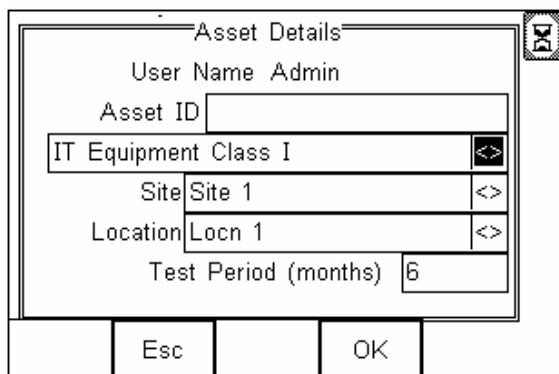 Asset Details
User Name Admin
Asset ID
IT Equipment Class I <>
Site Site 1 <>
Location Locn 1 <>
Test Period (months) 6
Esc OK